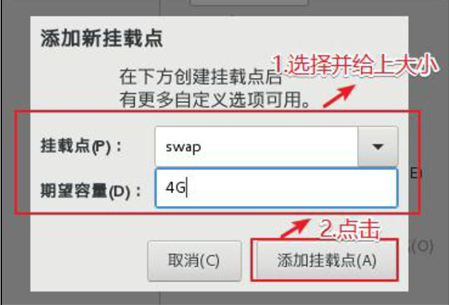 添加新挂载点
1.选择并给上大小
在下方创建挂载点后
有更多自定义选项可用。
挂载点(P)：
swap
E)
期望容量(D)：
4G
2.点击
(O)
取消(C)
添加挂载点(A)